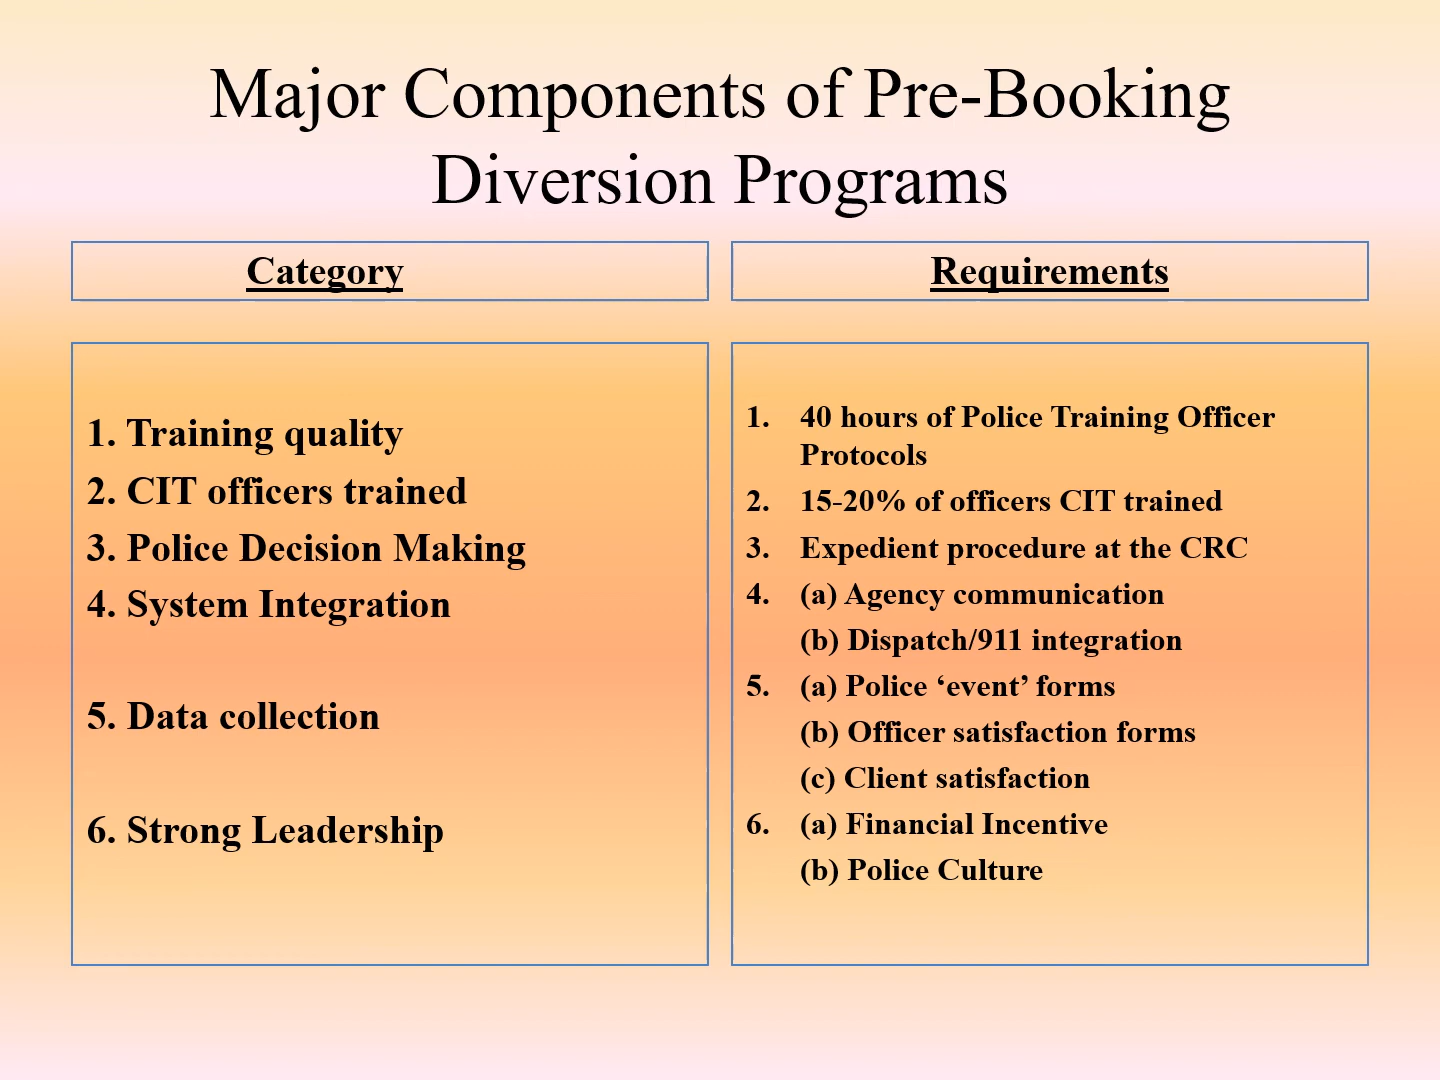 Major Components of Pre-Booking
Diversion Programs
Category
Requirements
1. Training quality
2. CIT officers trained
3. Police Decision Making
4. System Integration
5. Data collection
6. Strong Leadership
1. 40 hours of Police Training Officer
Protocols
2. 15-20% of officers CIT trained
3. Expedient procedure at the CRC
4. (a) Agency communication
(b) Dispatch/911 integration
5. (a) Police ‘event’ forms
(b) Officer satisfaction forms
(c) Client satisfaction
6. (a) Financial Incentive
(b) Police Culture